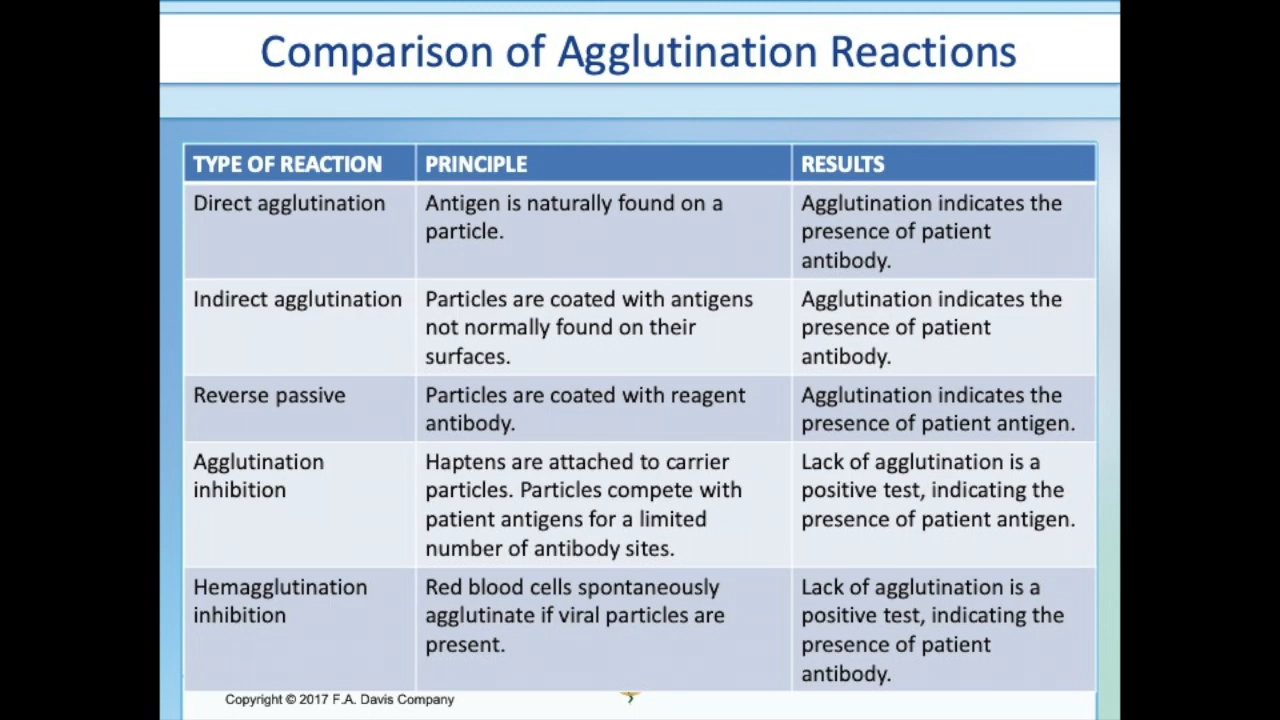 Comparison of Agglutination Reactions
TYPE OF REACTION
PRINCIPLE
RESULTS
Direct agglutination
Antigen is naturally found on a
particle.
Agglutination indicates the
presence of patient
antibody.
Indirect agglutination
Particles are coated with antigens
not normally found on their
surfaces.
Agglutination indicates the
presence of patient
antibody.
Reverse passive
Particles are coated with reagent
antibody.
Agglutination indicates the
presence of patient antigen.
Agglutination
inhibition
Haptens are attached to carrier
particles. Particles compete with
patient antigens for a limited
number of antibody sites.
Lack of agglutination is a
positive test, indicating the
presence of patient antigen.
Hemagglutination
inhibition
Red blood cells spontaneously
agglutinate if viral particles are
present.
Lack of agglutination is a
positive test, indicating the
presence of patient
antibody.
Copyright © 2017 F.A. Davis Company